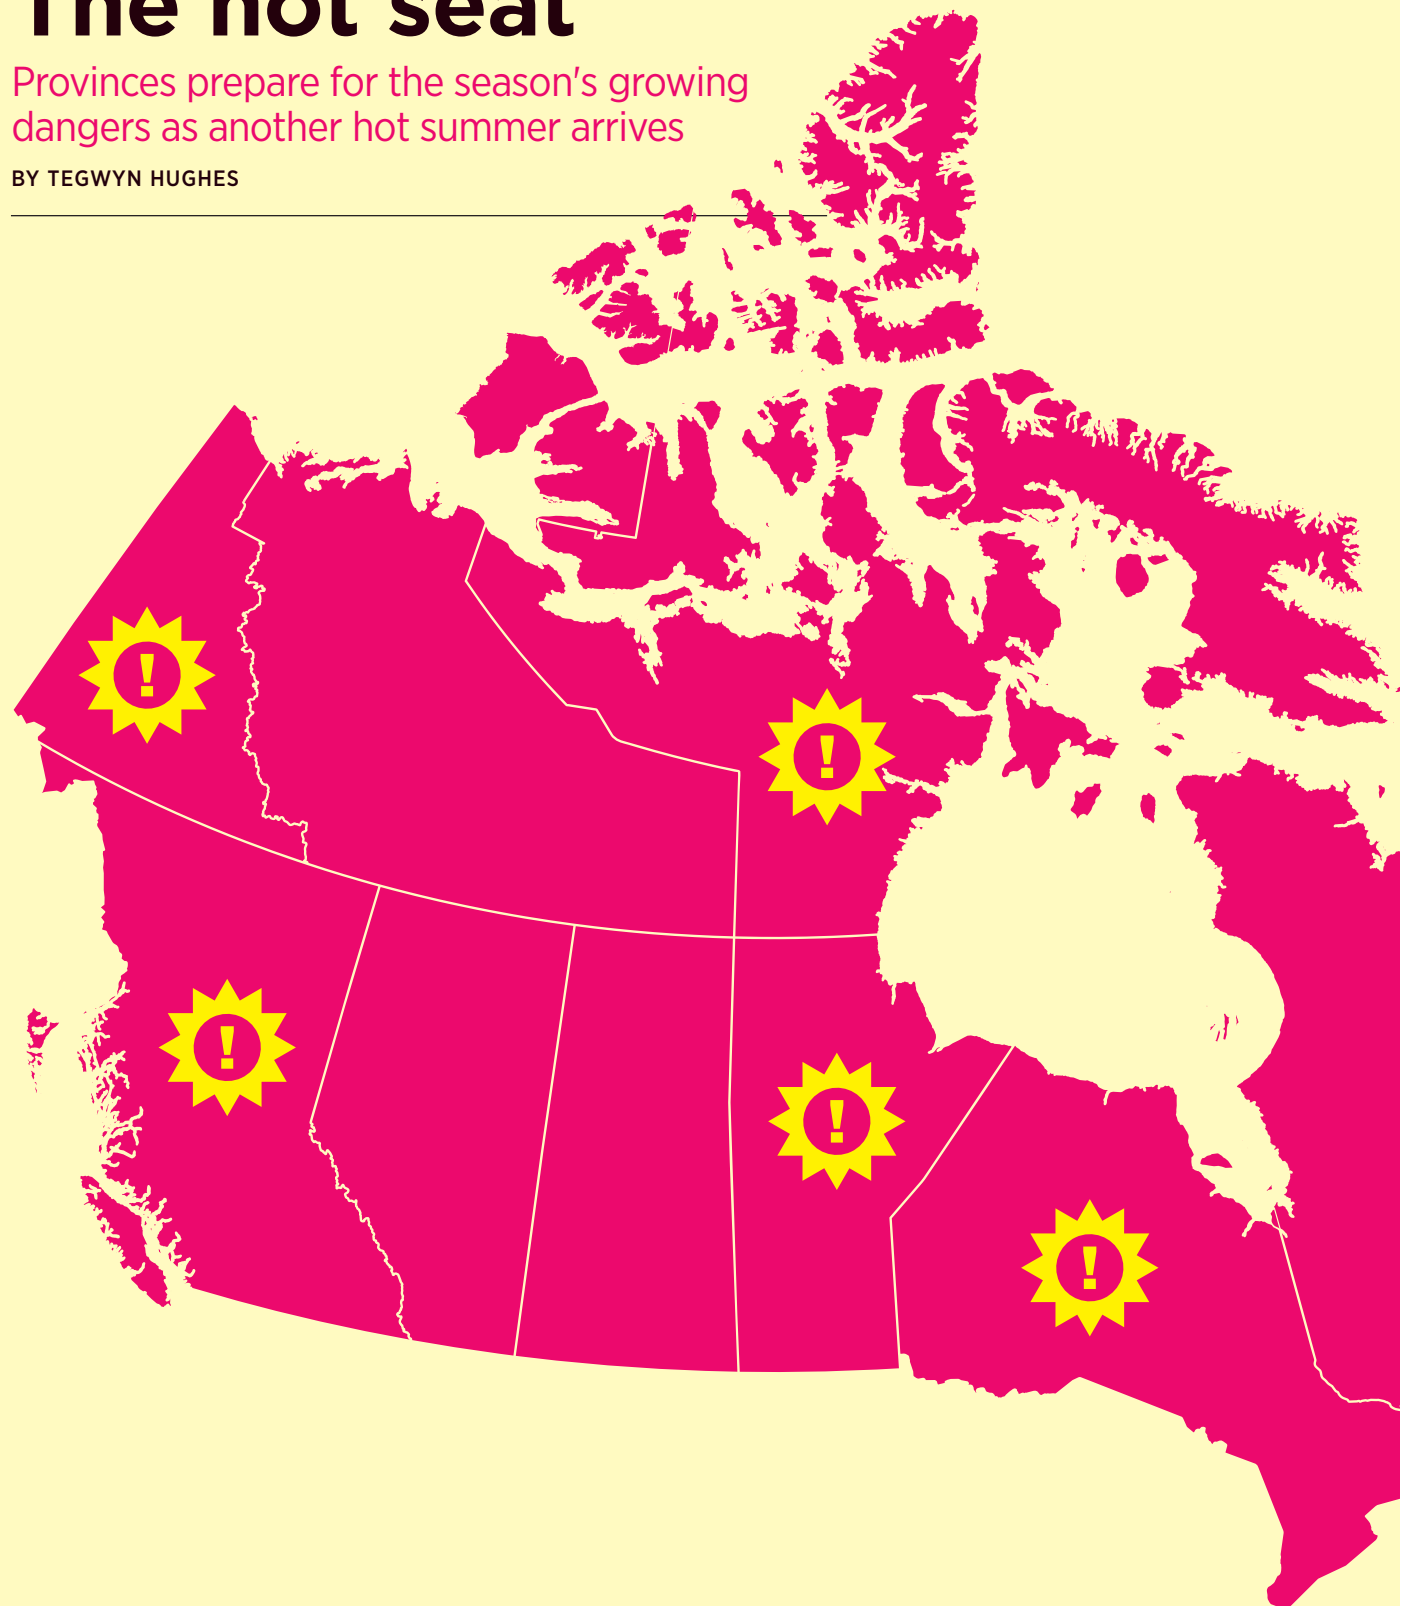 The hot seat
Provinces prepare for the season's growing
dangers as another hot summer arrives
BY TEGWYN HUGHES
!
!
!
!
!